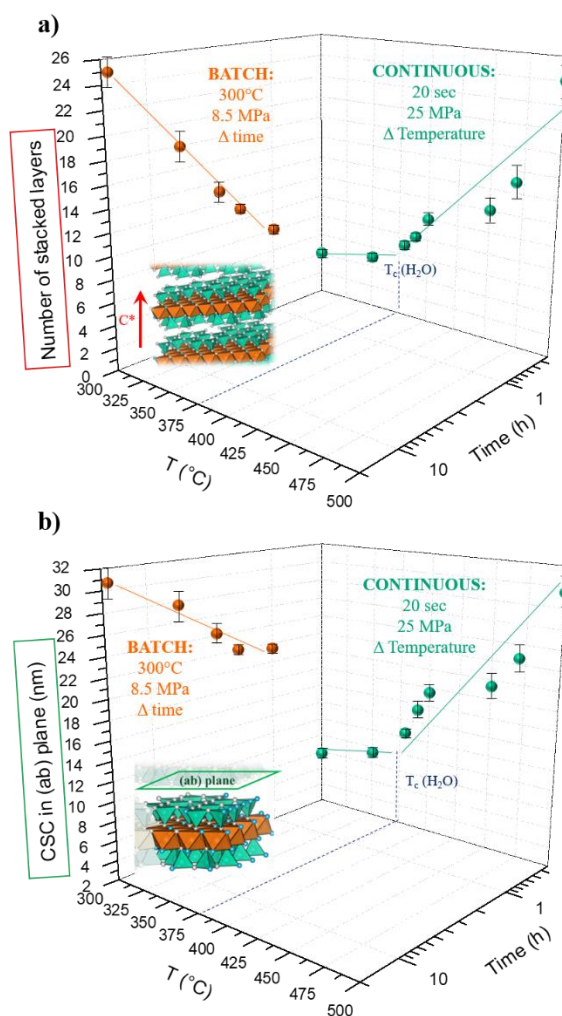 a)
26
24
22
20
18
16
14
12
10
8
6
4
2
0
Number of stacked layers
BATCH:
300°C
8.5 MPa
Δ time
CONTINUOUS:
20 sec
25 MPa
Δ Temperature
Tc (H2O)
C*
300
325
350
375
400
425
450
475
500
T (°C)
10
1
Time (h)
b)
32
30
28
26
24
22
20
18
16
14
12
10
8
6
4
2
CSC in (ab) plane (nm)
CONTINUOUS:
20 sec
25 MPa
Δ Temperature
BATCH:
300°C
8.5 MPa
Δ time
(ab) plane
Tc (H2O)
300
325
350
375
400
425
450
475
500
T (°C)
10
1
Time (h)